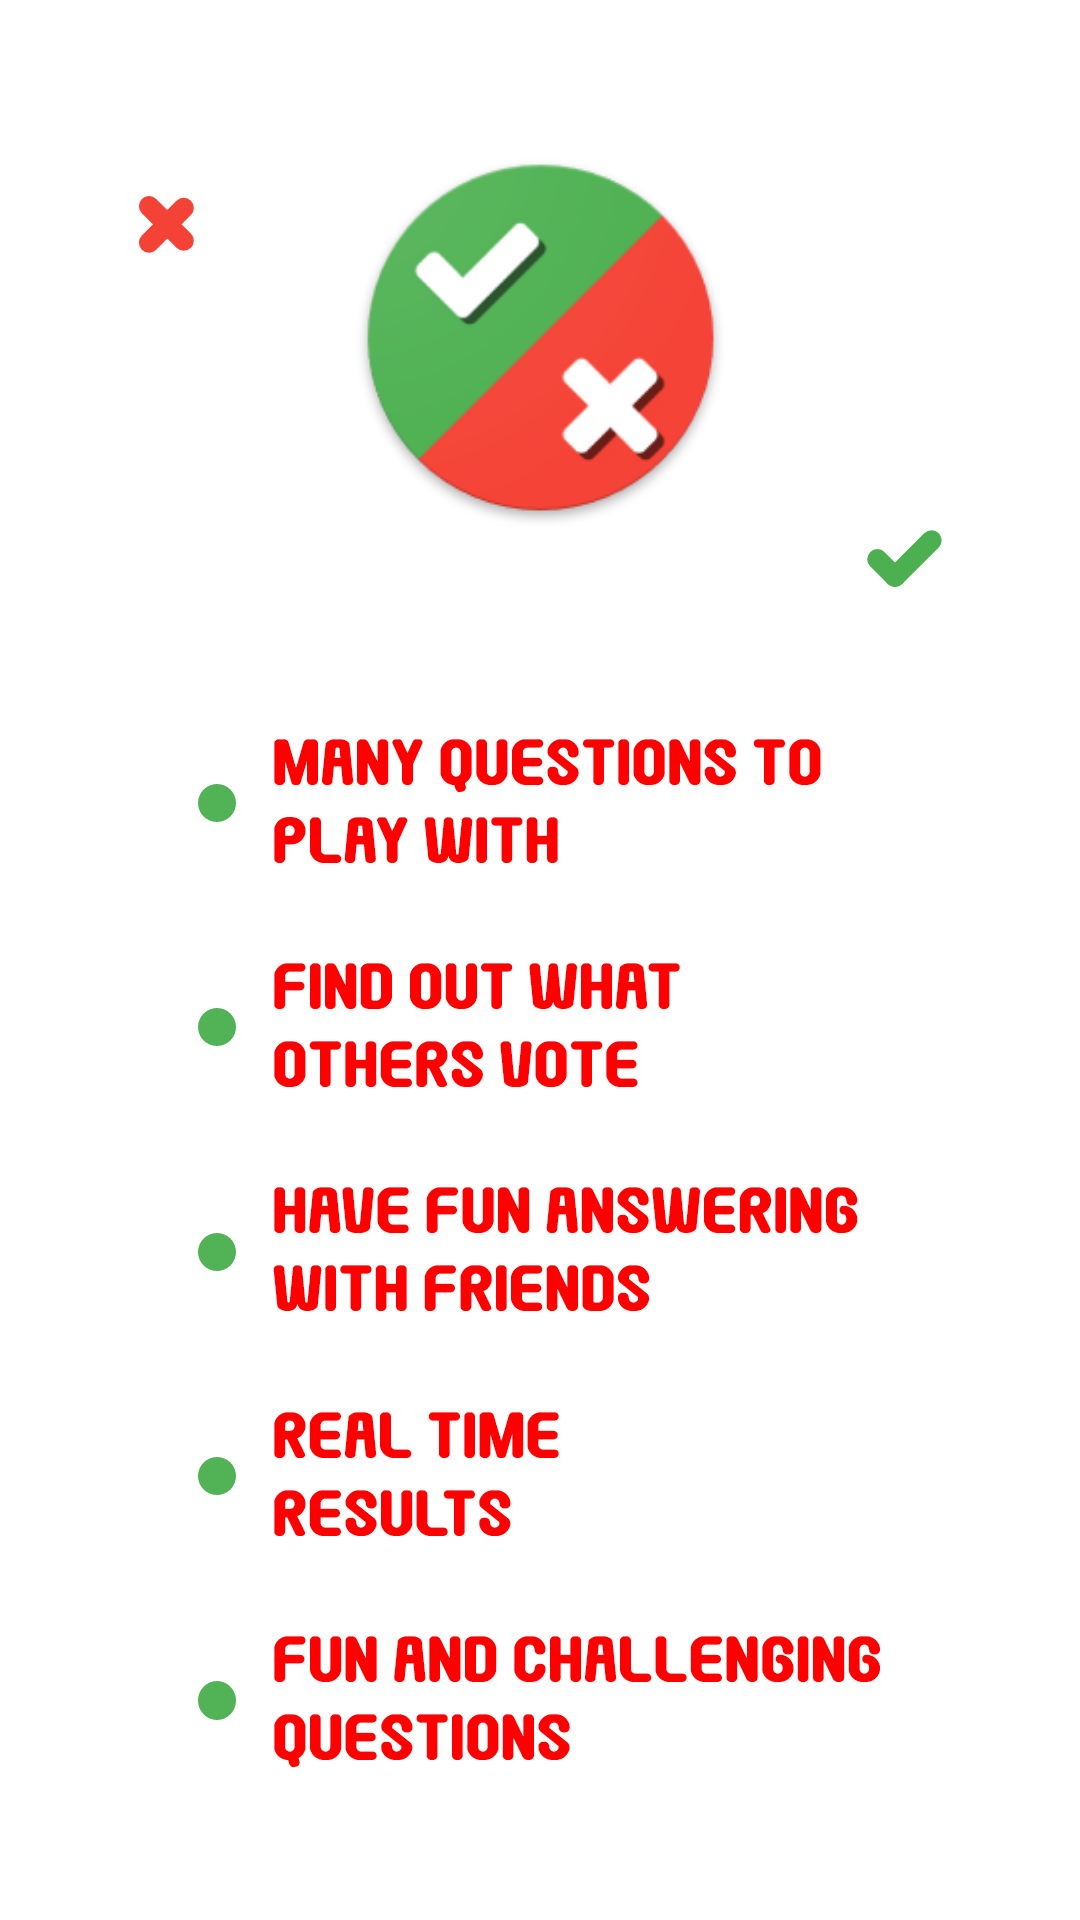 MANY QUESTIONS TO
PLAY WITH
FIND OUT WHAT
OTHERS VOTE
HAVE FUN ANSWERING
WITH FRIENDS
REAL TIME
RESULTS
FUN AND CHALLENGING
QUESTIONS